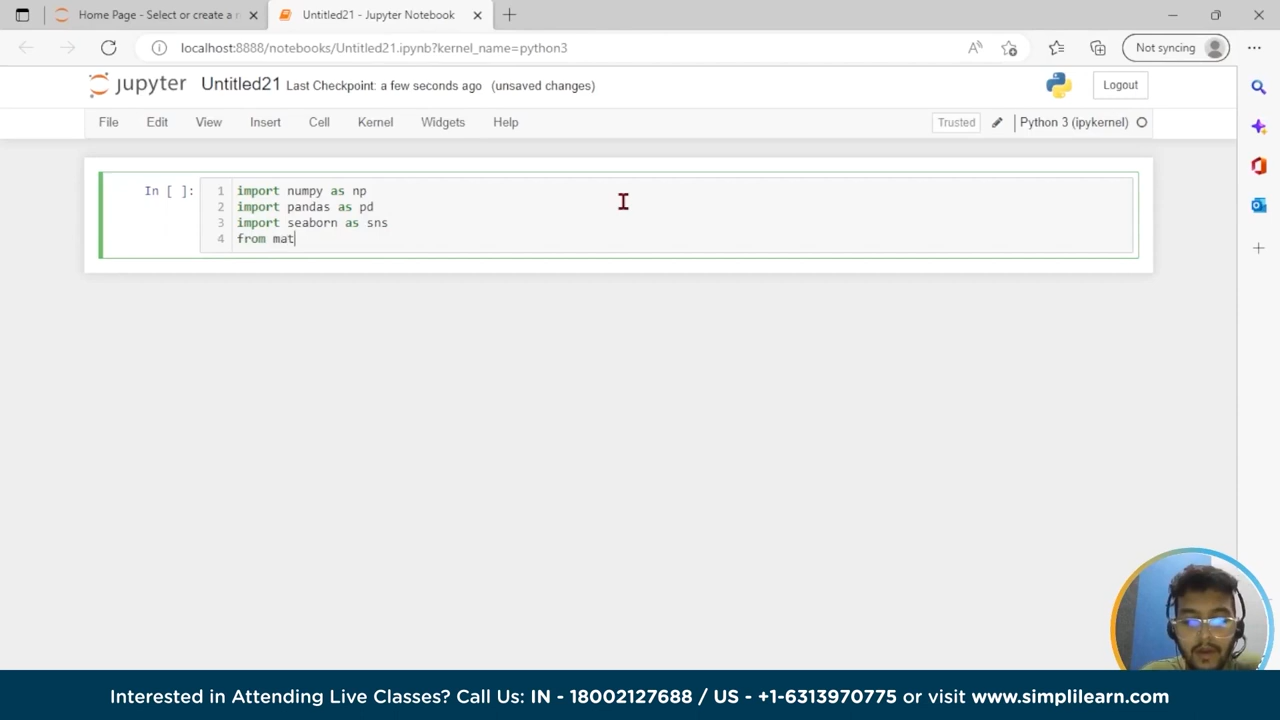 Home Page - Select or create a n
Untitled21 - Jupyter Notebook
localhost:8888/notebooks/Untitled21.ipynb?kernel_name=python3
Not syncing
jupyter Untitled21 Last Checkpoint: a few seconds ago (unsaved changes)
Logout
File Edit View Insert Cell Kernel Widgets Help
Trusted
Python 3 (ipykernel)
In [ ]:
1 import numpy as np
2 import pandas as pd
3 import seaborn as sns
4 from mat
Interested in Attending Live Classes? Call Us: IN - 18002127688 / US - +1-6313970775 or visit www.simplilearn.com